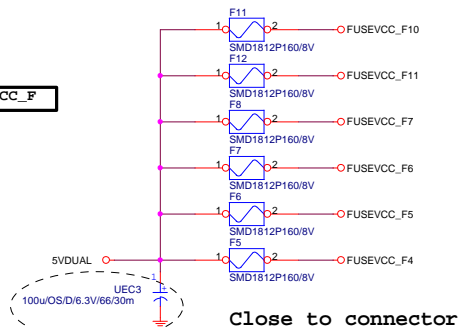 F11
1 2 FUSEVCC_F10
SMD1812P160/8V
F12
1 2 FUSEVCC_F11
SMD1812P160/8V
CC_F
F8
1 2 FUSEVCC_F7
SMD1812P160/8V
F7
1 2 FUSEVCC_F6
SMD1812P160/8V
F6
1 2 FUSEVCC_F5
SMD1812P160/8V
F5
5VDUAL 1 2 FUSEVCC_F4
SMD1812P160/8V
1
UEC3 +
100u/OS/D/6.3V/66/30m
Close to connector